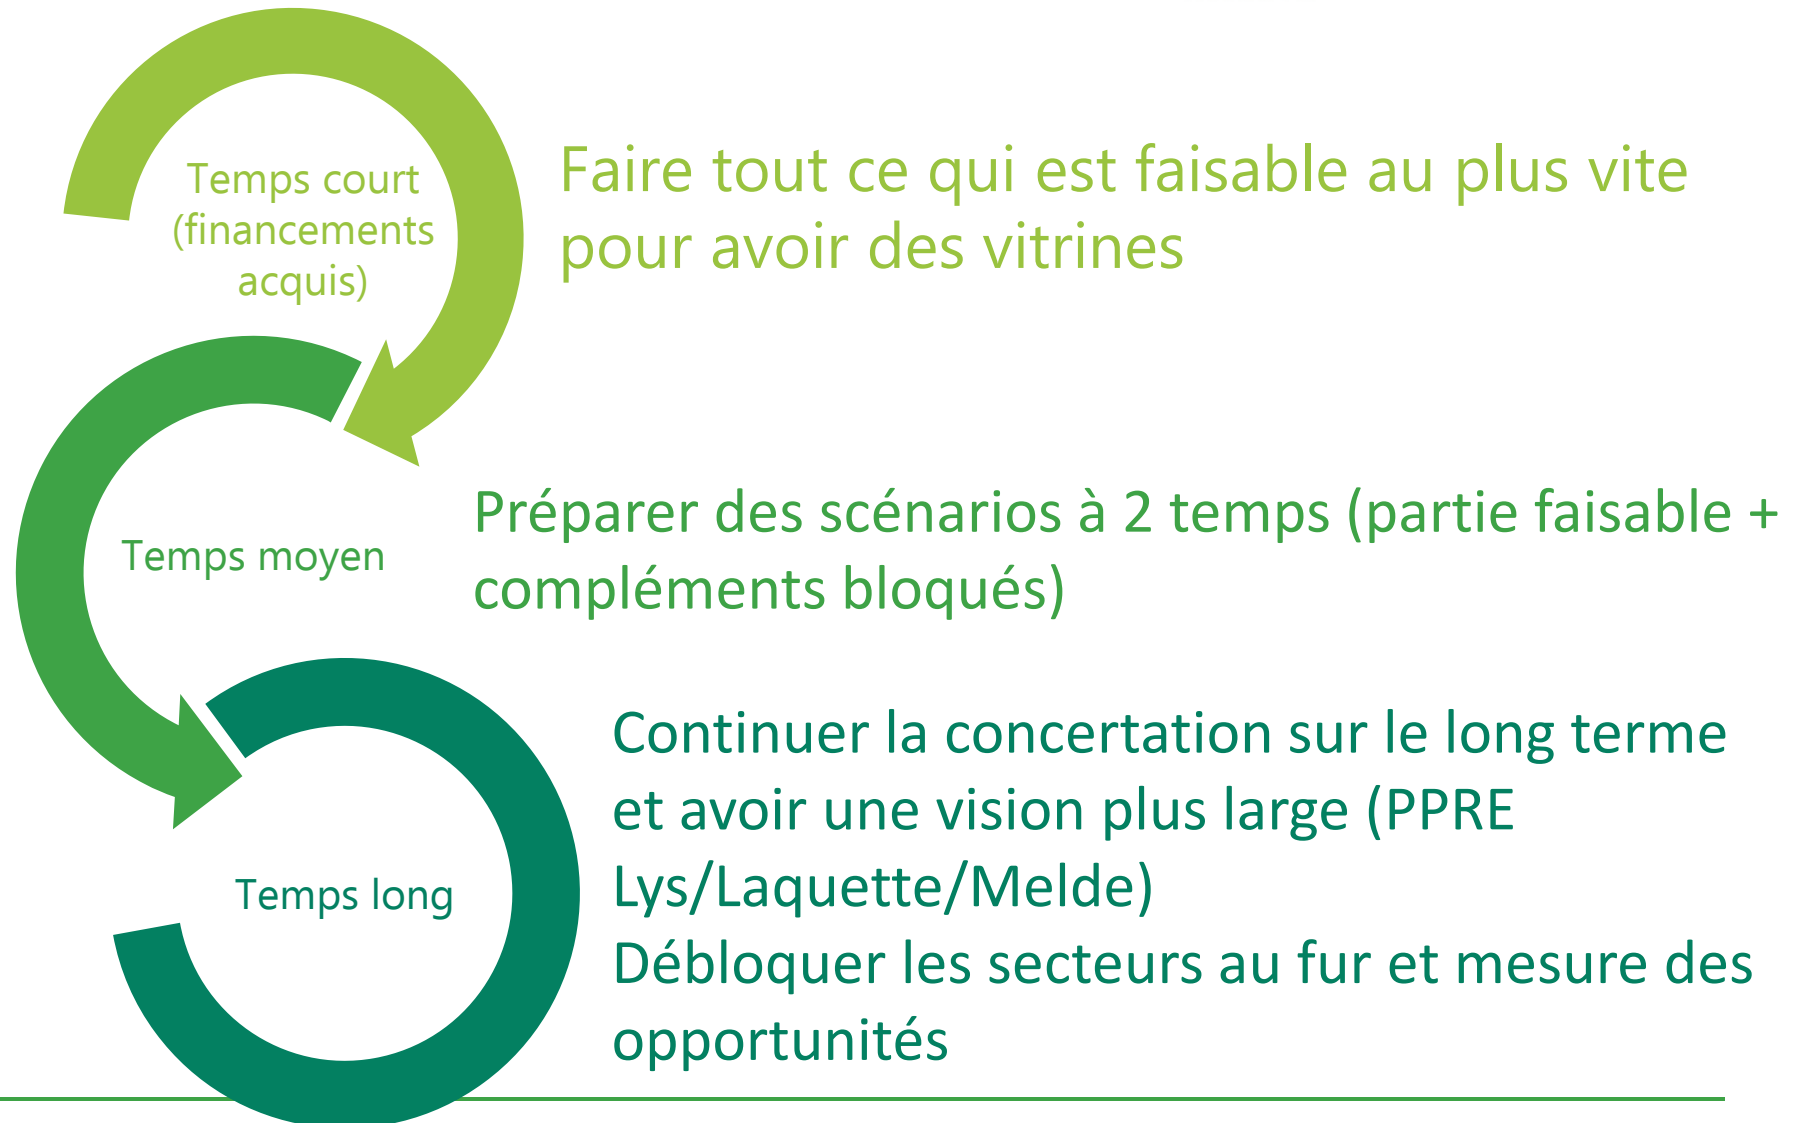 Temps court
(financements
acquis)
Faire tout ce qui est faisable au plus vite
pour avoir des vitrines
Temps moyen
Préparer des scénarios à 2 temps (partie faisable +
compléments bloqués)
Temps long
Continuer la concertation sur le long terme
et avoir une vision plus large (PPRE
Lys/Laquette/Melde)
Débloquer les secteurs au fur et mesure des
opportunités